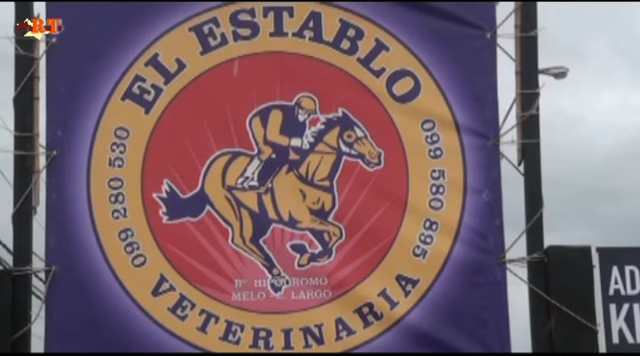 RT
EL ESTABLO
099 280 530
099 580 895
Bº. HIPODROMO
MELO - C. LARGO
VETERINARIA
AD
KI